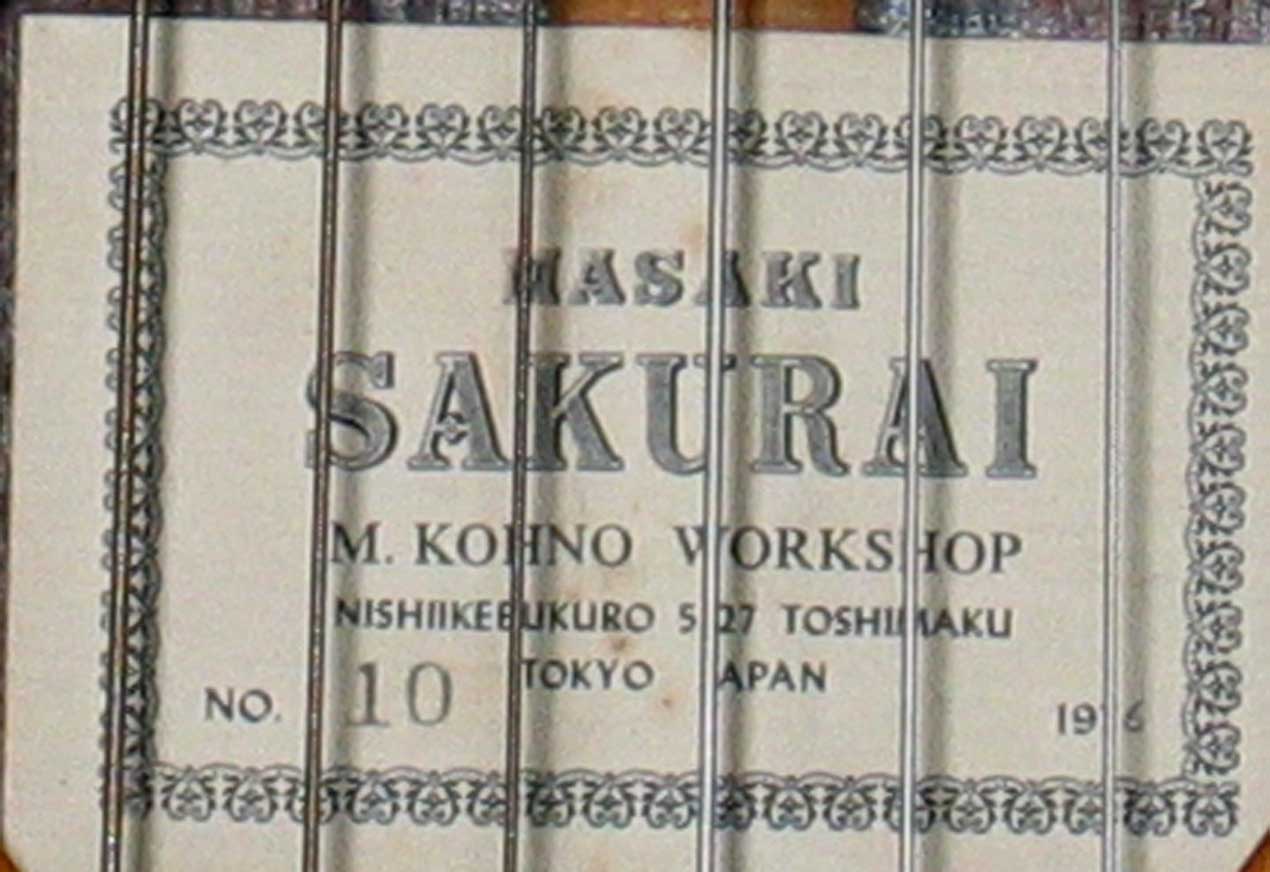 MASAKI
SAKURAI
M. KOHNO WORKSHOP
NISHIIKEBUKURO 5-27 TOSHIMAKU
TOKYO JAPAN
NO. 10